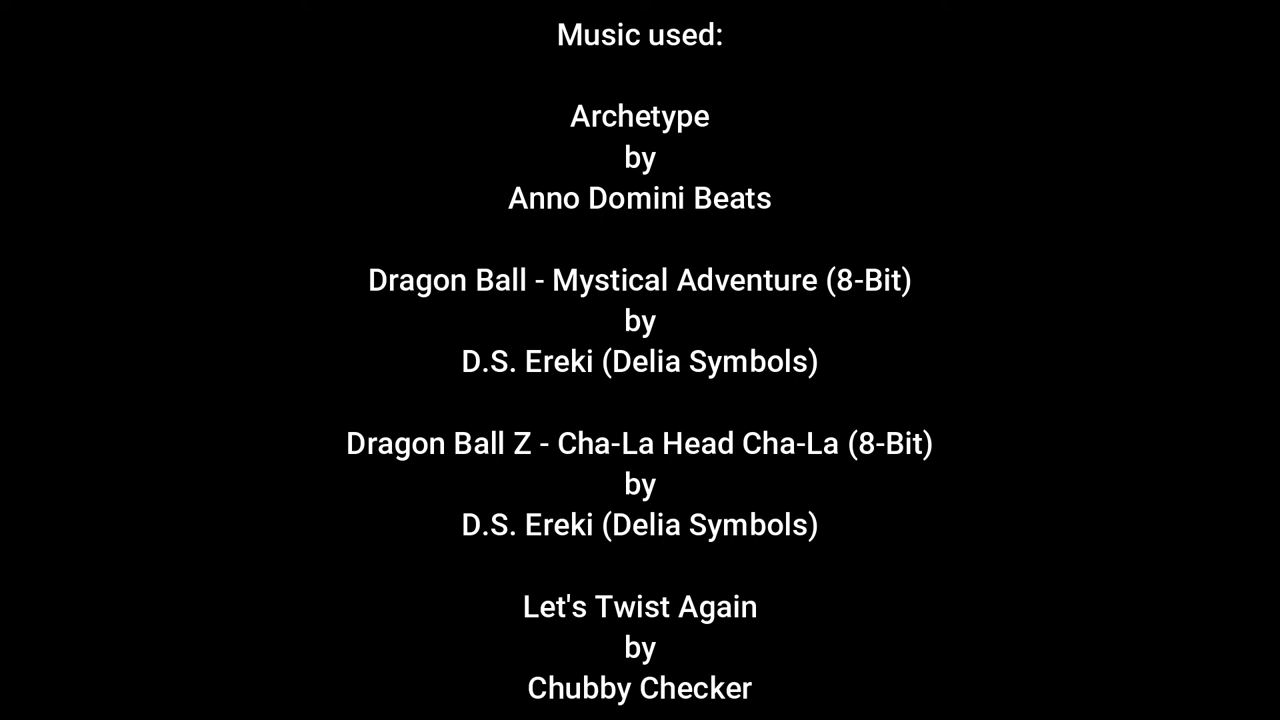 Music used:
Archetype
by
Anno Domini Beats
Dragon Ball - Mystical Adventure (8-Bit)
by
D.S. Ereki (Delia Symbols)
Dragon Ball Z - Cha-La Head Cha-La (8-Bit)
by
D.S. Ereki (Delia Symbols)
Let's Twist Again
by
Chubby Checker